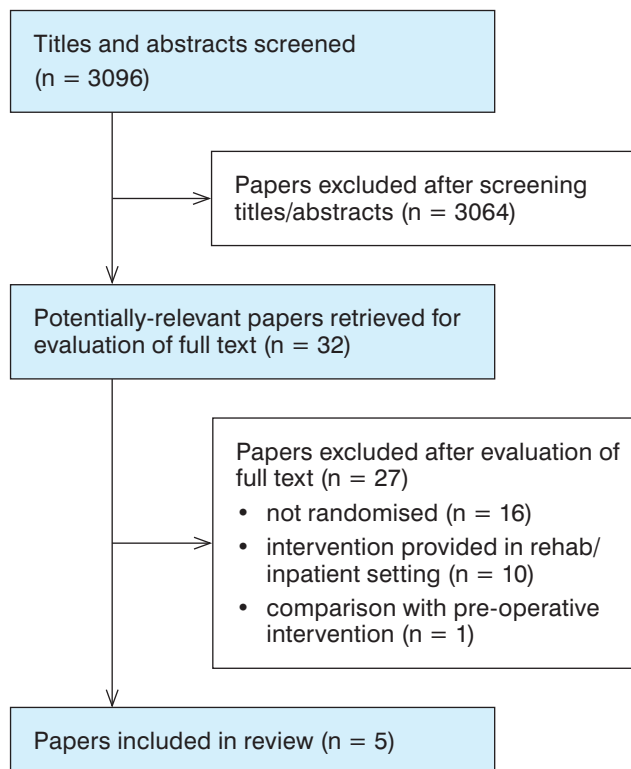 Titles and abstracts screened
(n = 3096)
Papers excluded after screening
titles/abstracts (n = 3064)
Potentially-relevant papers retrieved for
evaluation of full text (n = 32)
Papers excluded after evaluation of
full text (n = 27)
• not randomised (n = 16)
• intervention provided in rehab/
inpatient setting (n = 10)
• comparison with pre-operative
intervention (n = 1)
Papers included in review (n = 5)